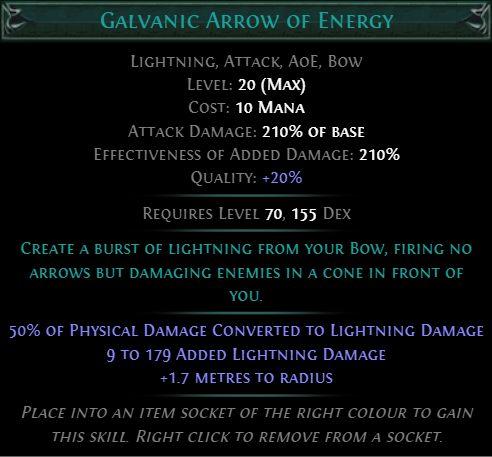 Galvanic Arrow of Energy
Lightning, Attack, AoE, Bow
Level: 20 (Max)
Cost: 10 Mana
Attack Damage: 210% of base
Effectiveness of Added Damage: 210%
Quality: +20%
Requires Level 70, 155 Dex
Create a burst of lightning from your Bow, firing no
arrows but damaging enemies in a cone in front of
you.
50% of Physical Damage Converted to Lightning Damage
9 to 179 Added Lightning Damage
+1.7 metres to radius
Place into an item socket of the right colour to gain
this skill. Right click to remove from a socket.